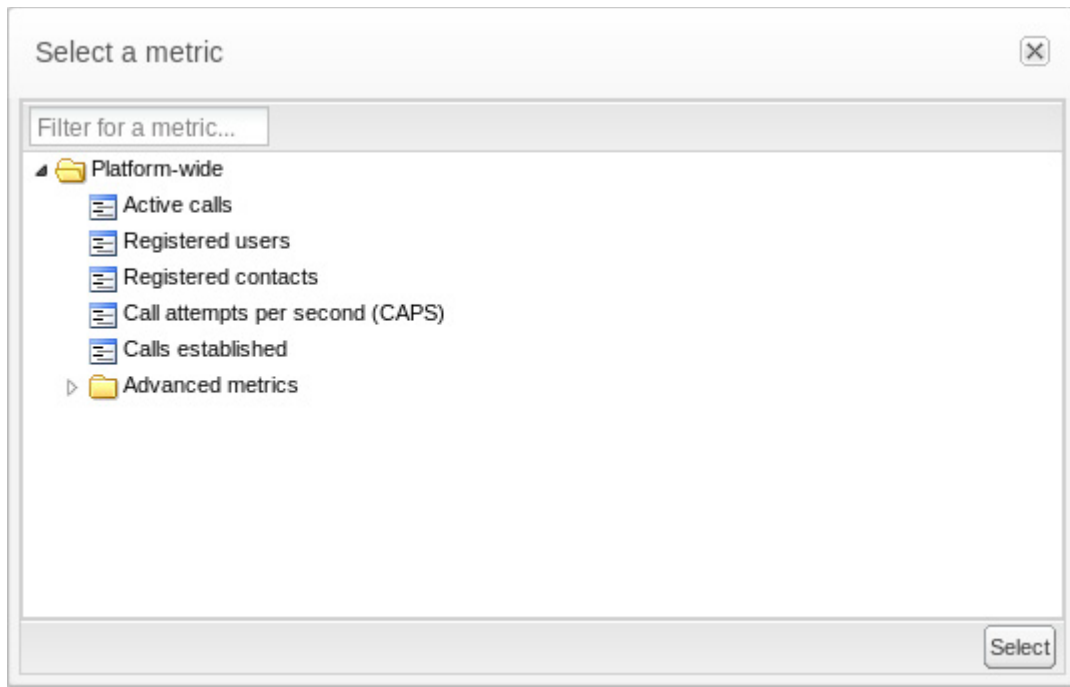 Select a metric
Filter for a metric...
Platform-wide
Active calls
Registered users
Registered contacts
Call attempts per second (CAPS)
Calls established
Advanced metrics
Select